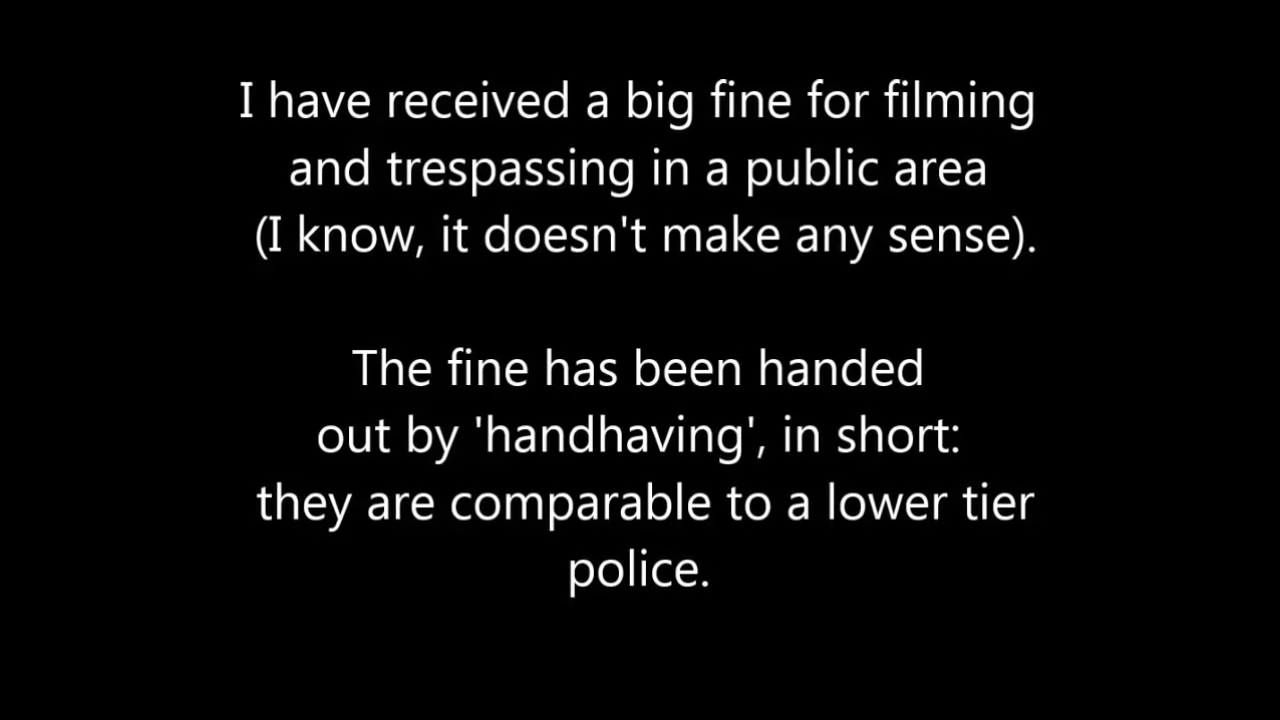 I have received a big fine for filming
and trespassing in a public area
(I know, it doesn't make any sense).
The fine has been handed
out by 'handhaving', in short:
they are comparable to a lower tier
police.